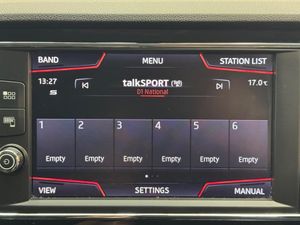 BAND MENU STATION LIST
13:27 talkSPORT 17.0°C
S 01 National
1 2 3 4 5 6
Empty Empty Empty Empty Empty Empty
VIEW SETTINGS MANUAL